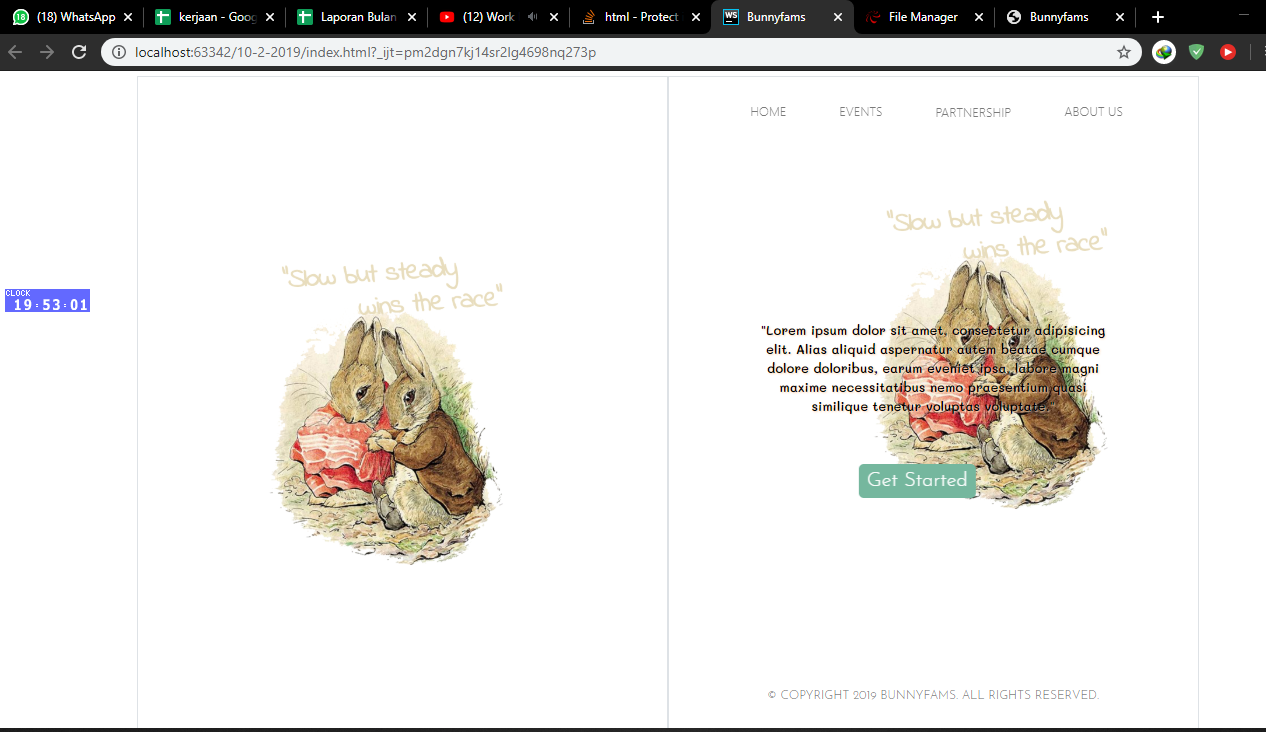 (18) WhatsApp
kerjaan - Goog
Laporan Bulan
(12) Work
html - Protect
Bunnyfams
File Manager
Bunnyfams
localhost:63342/10-2-2019/index.html?_ijt=pm2dgn7kj14sr2lg4698nq273p
HOME EVENTS PARTNERSHIP ABOUT US
CLOCK
19:53:01
"Slow but steady
wins the race"
"Slow but steady
wins the race"
"Lorem ipsum dolor sit amet, consectetur adipisicing
elit. Alias aliquid aspernatur autem beatae cumque
dolore doloribus, earum eveniet ipsa, labore magni
maxime necessitatibus nemo praesentium quasi
similique tenetur voluptas voluptate."
Get Started
© COPYRIGHT 2019 BUNNYFAMS. ALL RIGHTS RESERVED.